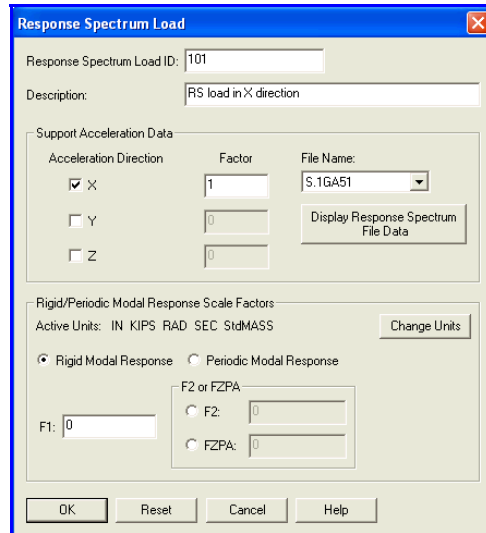 Response Spectrum Load
Response Spectrum Load ID: 101
Description: RS load in X direction
Support Acceleration Data
Acceleration Direction Factor File Name:
X 1 S.1GA51
Y 0 Display Response Spectrum File Data
Z 0
Rigid/Periodic Modal Response Scale Factors
Active Units: IN KIPS RAD SEC StdMASS Change Units
Rigid Modal Response Periodic Modal Response
F2 or FZPA
F1: 0 F2: 0
FZPA: 0
OK Reset Cancel Help